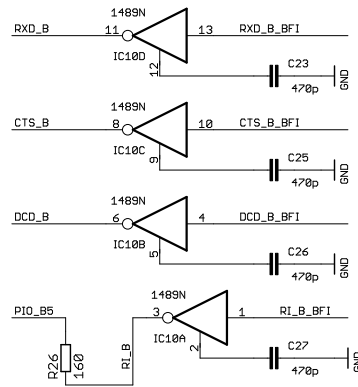 1489N
RXD_B 11 13 RXD_B_BFI
IC10D 12 C23
470p GND
1489N
CTS_B 8 10 CTS_B_BFI
IC10C 9 C25
470p GND
1489N
DCD_B 6 4 DCD_B_BFI
IC10B 5 C26
470p GND
1489N
PIO_B5 3 1 RI_B_BFI
IC10A 2 C27
R26 160 RI_B 470p GND